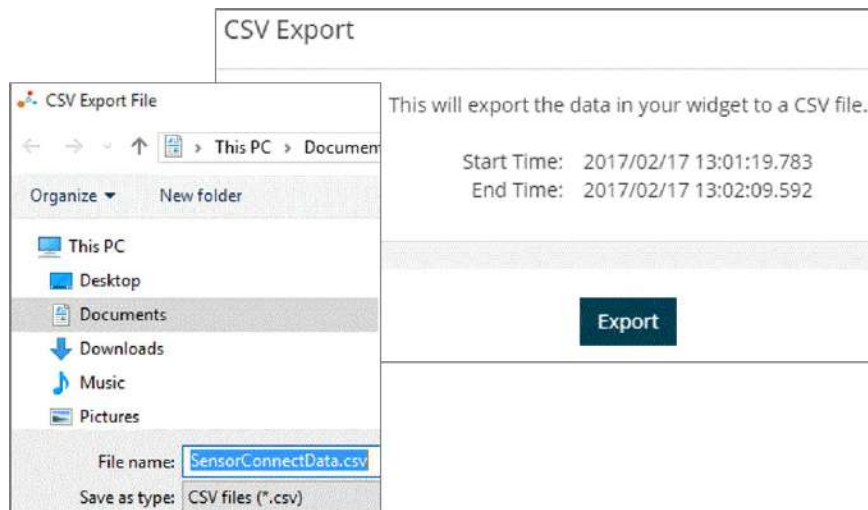 CSV Export
This will export the data in your widget to a CSV file.
Start Time: 2017/02/17 13:01:19.783
End Time: 2017/02/17 13:02:09.592
Export
CSV Export File
This PC > Documen
Organize New folder
This PC
Desktop
Documents
Downloads
Music
Pictures
File name: SensorConnectData.csv
Save as type: CSV files (*.csv)